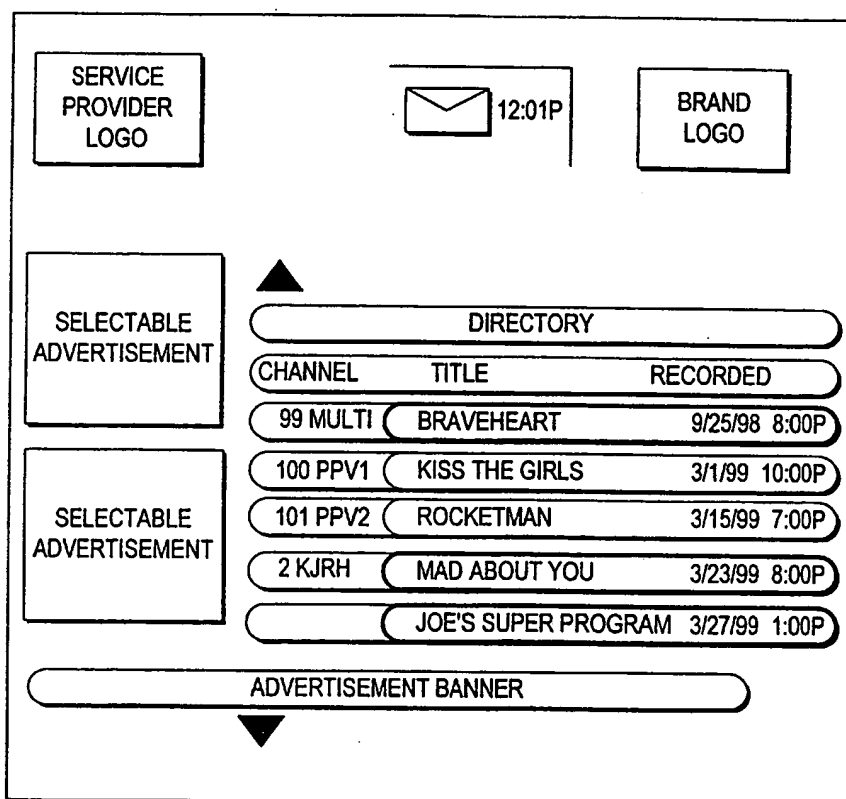 SERVICE
PROVIDER
LOGO
12:01P
BRAND
LOGO
SELECTABLE
ADVERTISEMENT
DIRECTORY
CHANNEL TITLE RECORDED
99 MULTI BRAVEHEART 9/25/98 8:00P
100 PPV1 KISS THE GIRLS 3/1/99 10:00P
SELECTABLE
ADVERTISEMENT
101 PPV2 ROCKETMAN 3/15/99 7:00P
2 KJRH MAD ABOUT YOU 3/23/99 8:00P
JOE'S SUPER PROGRAM 3/27/99 1:00P
ADVERTISEMENT BANNER